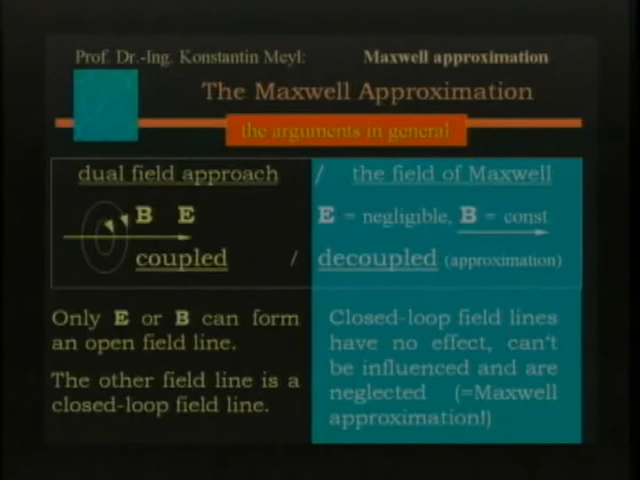 Prof. Dr.-Ing. Konstantin Meyl: Maxwell approximation
The Maxwell Approximation
the arguments in general
dual field approach / the field of Maxwell
B E E = negligible, B = const
coupled / decoupled (approximation)
Only E or B can form
an open field line.
The other field line is a
closed-loop field line.
Closed-loop field lines
have no effect, can't
be influenced and are
neglected (=Maxwell
approximation!)